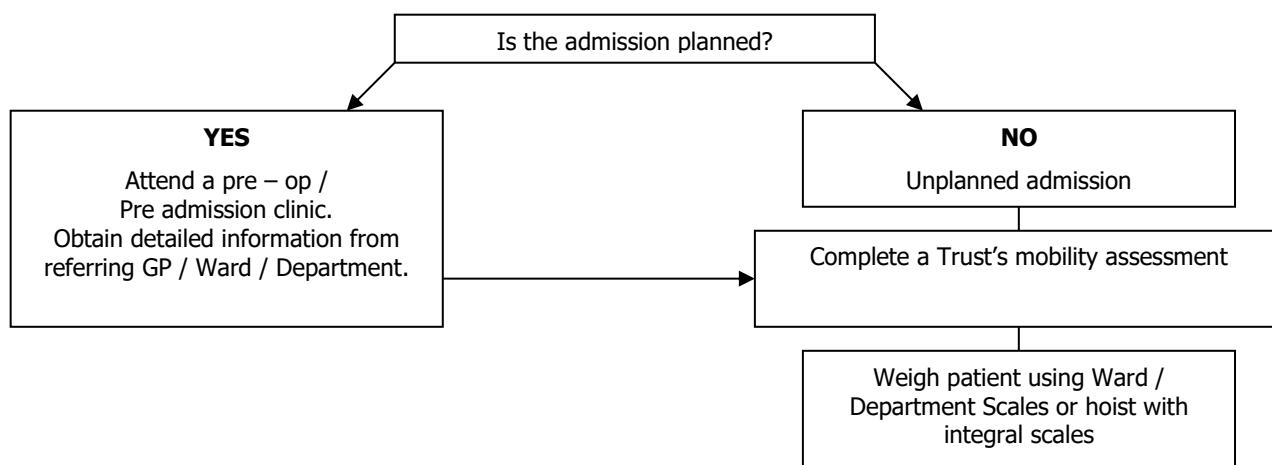 Is the admission planned?
YES
Attend a pre – op /
Pre admission clinic.
Obtain detailed information from
referring GP / Ward / Department.
NO
Unplanned admission
Complete a Trust’s mobility assessment
Weigh patient using Ward /
Department Scales or hoist with
integral scales